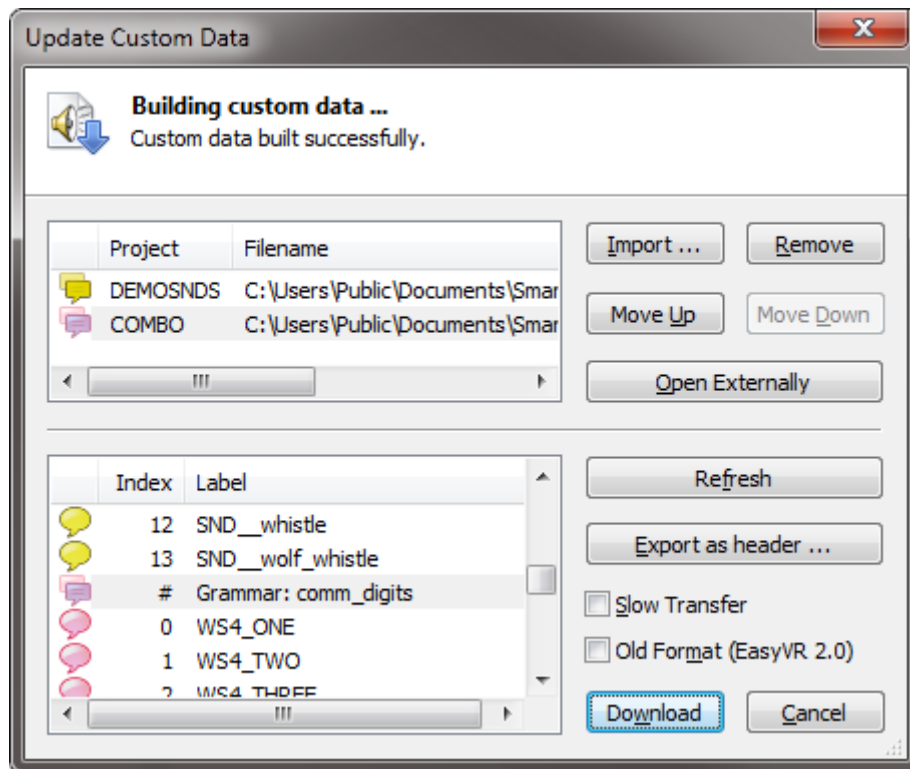 Update Custom Data
Building custom data ...
Custom data built successfully.
Project Filename
DEMOSNDS C:\Users\Public\Documents\Smar
COMBO C:\Users\Public\Documents\Smar
Import ... Remove
Move Up Move Down
Open Externally
Index Label
12 SND__whistle
13 SND__wolf_whistle
# Grammar: comm_digits
0 WS4_ONE
1 WS4_TWO
2 WS4_THREE
Refresh
Export as header ...
Slow Transfer
Old Format (EasyVR 2.0)
Download Cancel